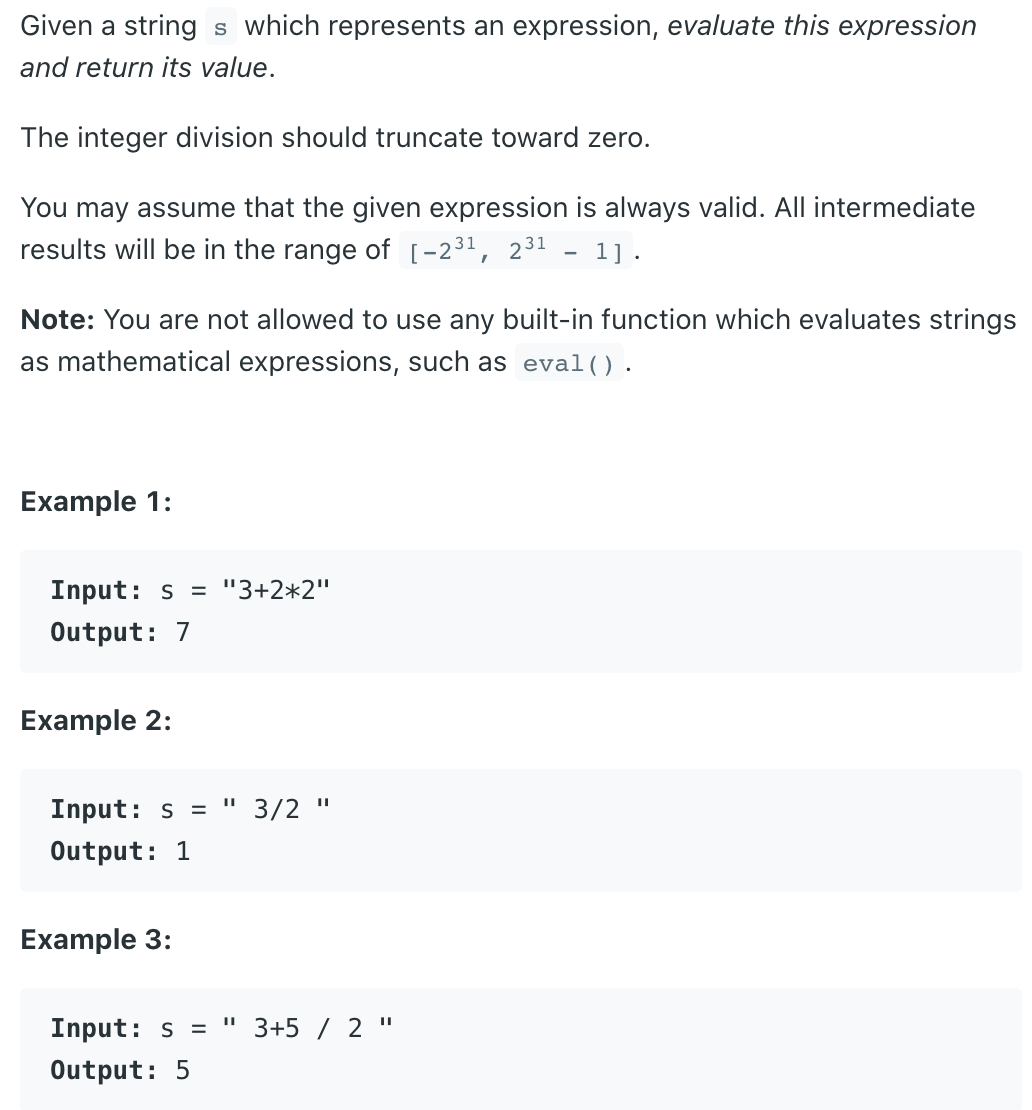 Given a string s which represents an expression, evaluate this expression
and return its value.
The integer division should truncate toward zero.
You may assume that the given expression is always valid. All intermediate
results will be in the range of [-2³¹, 2³¹ - 1].
Note: You are not allowed to use any built-in function which evaluates strings
as mathematical expressions, such as eval().
Example 1:
Input: s = "3+2*2"
Output: 7
Example 2:
Input: s = " 3/2 "
Output: 1
Example 3:
Input: s = " 3+5 / 2 "
Output: 5